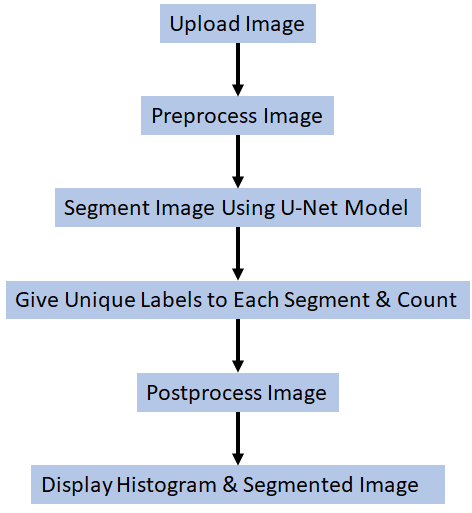 Upload Image
Preprocess Image
Segment Image Using U-Net Model
Give Unique Labels to Each Segment & Count
Postprocess Image
Display Histogram & Segmented Image